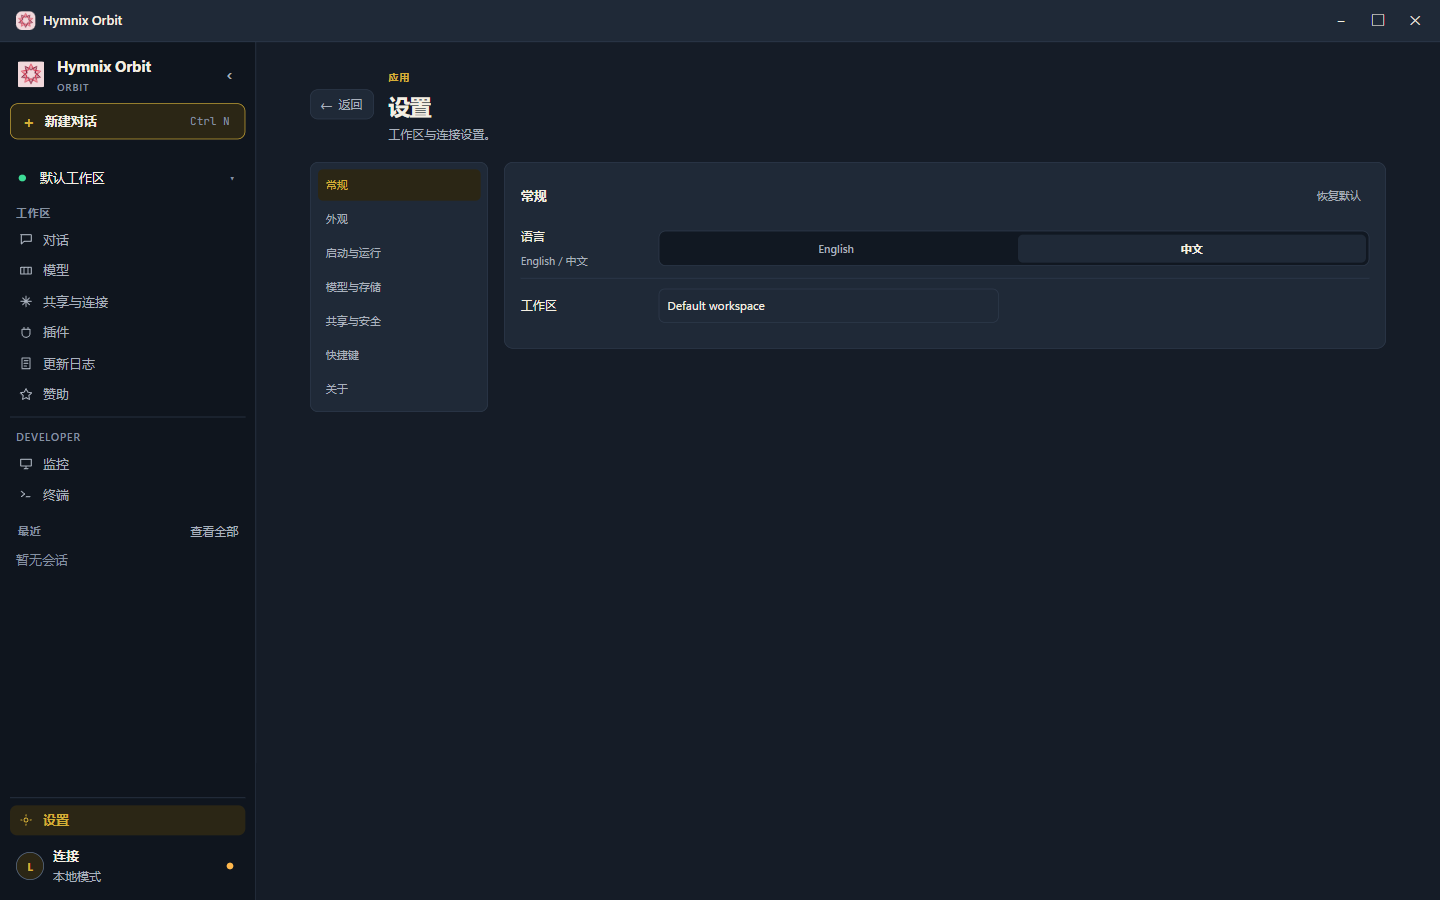 Hymnix Orbit
Hymnix Orbit
ORBIT
+ 新建对话 Ctrl N
默认工作区
工作区
对话
模型
共享与连接
插件
更新日志
赞助
DEVELOPER
监控
终端
最近 查看全部
暂无会话
设置
L
连接
本地模式
应用
← 返回
设置
工作区与连接设置。
常规
外观
启动与运行
模型与存储
共享与安全
快捷键
关于
常规 恢复默认
语言
English / 中文
English 中文
工作区 Default workspace